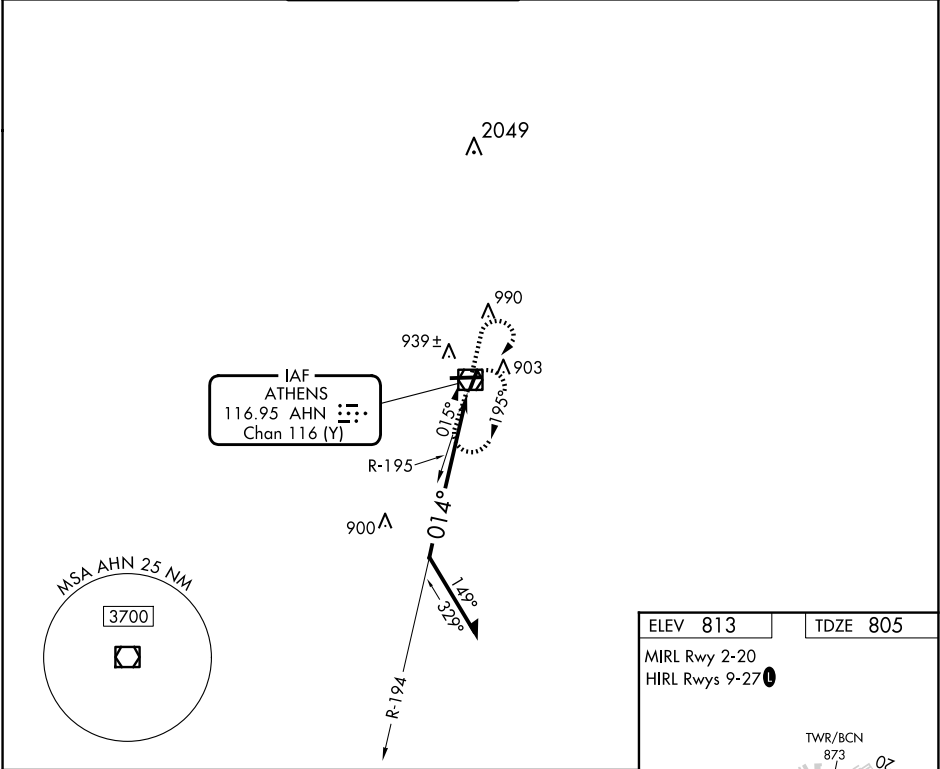 2049
990
939±
903
IAF
ATHENS
116.95 AHN
Chan 116 (Y)
015°
195°
R-195
014°
900
149°
329°
MSA AHN 25 NM
3700
R-194
ELEV 813
TDZE 805
MIRL Rwy 2-20
HIRL Rwys 9-27 L
TWR/BCN
873